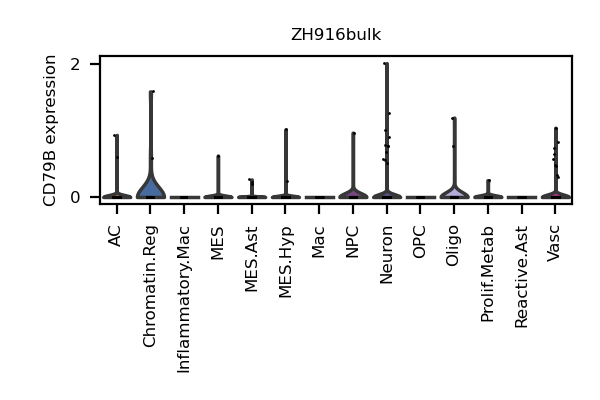 ZH916bulk
CD79B expression
2
0
AC
Chromatin.Reg
Inflammatory.Mac
MES
MES.Ast
MES.Hyp
Mac
NPC
Neuron
OPC
Oligo
Prolif.Metab
Reactive.Ast
Vasc